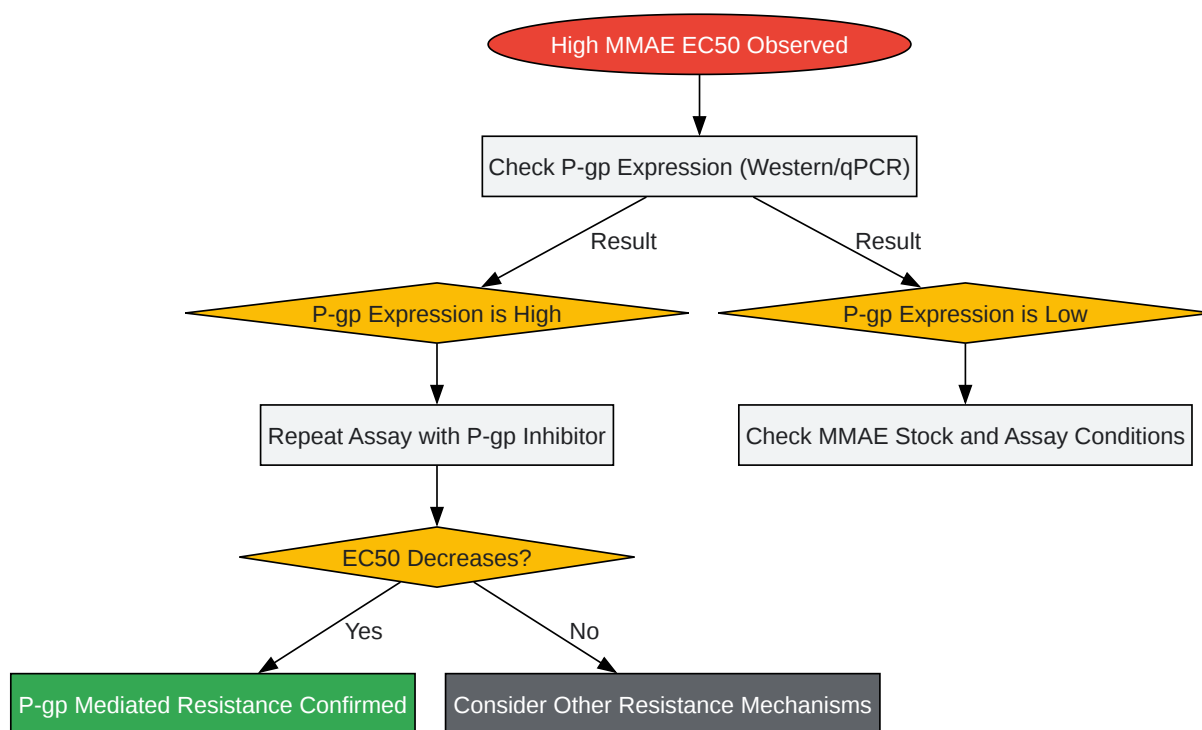 High MMAE EC50 Observed
Check P-gp Expression (Western/qPCR)
Result
Result
P-gp Expression is High
P-gp Expression is Low
Repeat Assay with P-gp Inhibitor
Check MMAE Stock and Assay Conditions
EC50 Decreases?
Yes
No
P-gp Mediated Resistance Confirmed
Consider Other Resistance Mechanisms